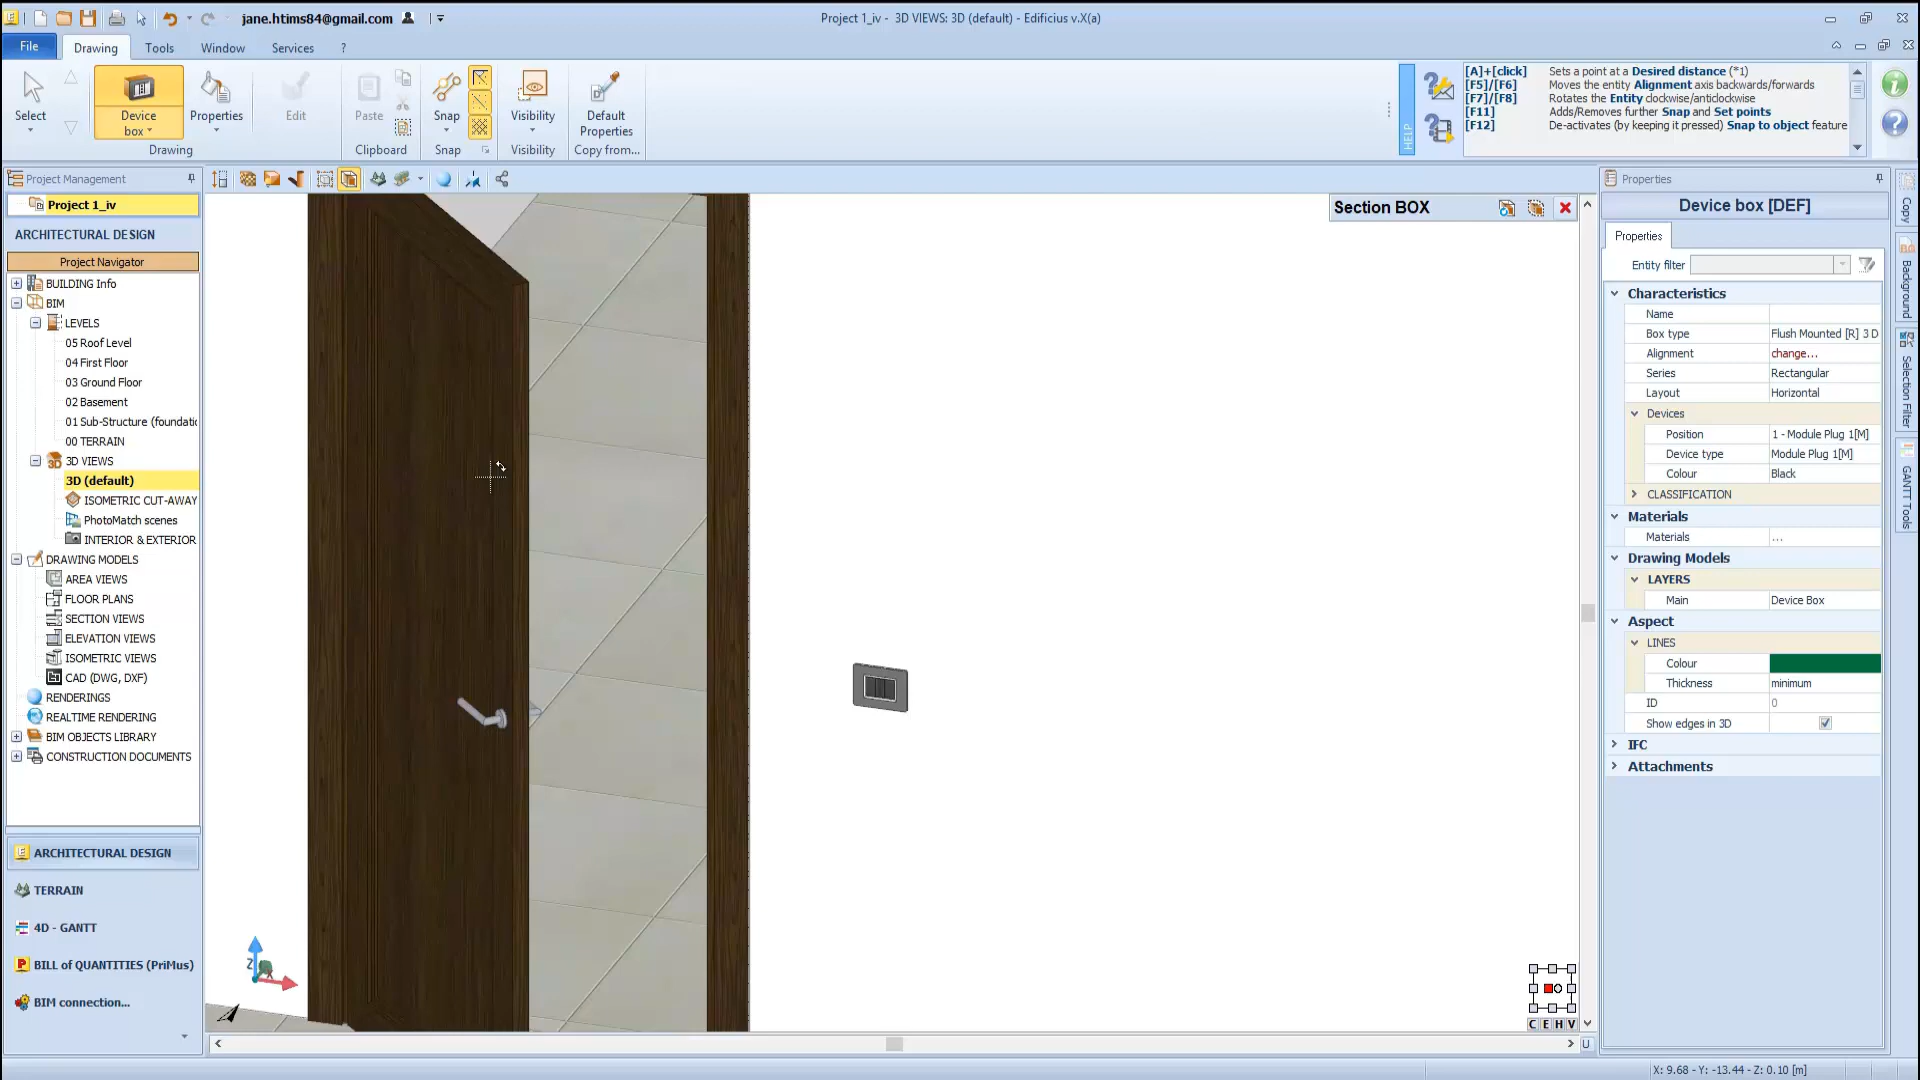 jane.htims84@gmail.com
Project 1_iv - 3D VIEWS: 3D (default) - Edificius v.X(a)
File
Drawing
Tools
Window
Services
?
Select
Device
box
Properties
Edit
Paste
Snap
Visibility
Default
Properties
Drawing
Clipboard
Snap
Visibility
Copy from...
HELP
[A]+[click] Sets a point at a Desired distance (*1)
[F5]/[F6] Moves the entity Alignment axis backwards/forwards
[F7]/[F8] Rotates the Entity clockwise/anticlockwise
[F11] Adds/Removes further Snap and Set points
[F12] De-activates (by keeping it pressed) Snap to object feature
Project Management
Project 1_iv
ARCHITECTURAL DESIGN
Project Navigator
BUILDING Info
BIM
LEVELS
05 Roof Level
04 First Floor
03 Ground Floor
02 Basement
01 Sub-Structure (foundatic
00 TERRAIN
3D VIEWS
3D (default)
ISOMETRIC CUT-AWAY
PhotoMatch scenes
INTERIOR & EXTERIOR
DRAWING MODELS
AREA VIEWS
FLOOR PLANS
SECTION VIEWS
ELEVATION VIEWS
ISOMETRIC VIEWS
CAD (DWG, DXF)
RENDERINGS
REALTIME RENDERING
BIM OBJECTS LIBRARY
CONSTRUCTION DOCUMENTS
ARCHITECTURAL DESIGN
TERRAIN
4D - GANTT
BILL of QUANTITIES (PriMus)
BIM connection...
Section BOX
Z
C E H V
U
Properties
Device box [DEF]
Properties
Entity filter
Characteristics
Name
Box type Flush Mounted [R] 3 D
Alignment change...
Series Rectangular
Layout Horizontal
Devices
Position 1 - Module Plug 1[M]
Device type Module Plug 1[M]
Colour Black
CLASSIFICATION
Materials
Materials ...
Drawing Models
LAYERS
Main Device Box
Aspect
LINES
Colour
Thickness minimum
ID 0
Show edges in 3D
IFC
Attachments
Copy
Background
Selection Filter
GANTT Tools
X: 9.68 - Y: -13.44 - Z: 0.10 [m]